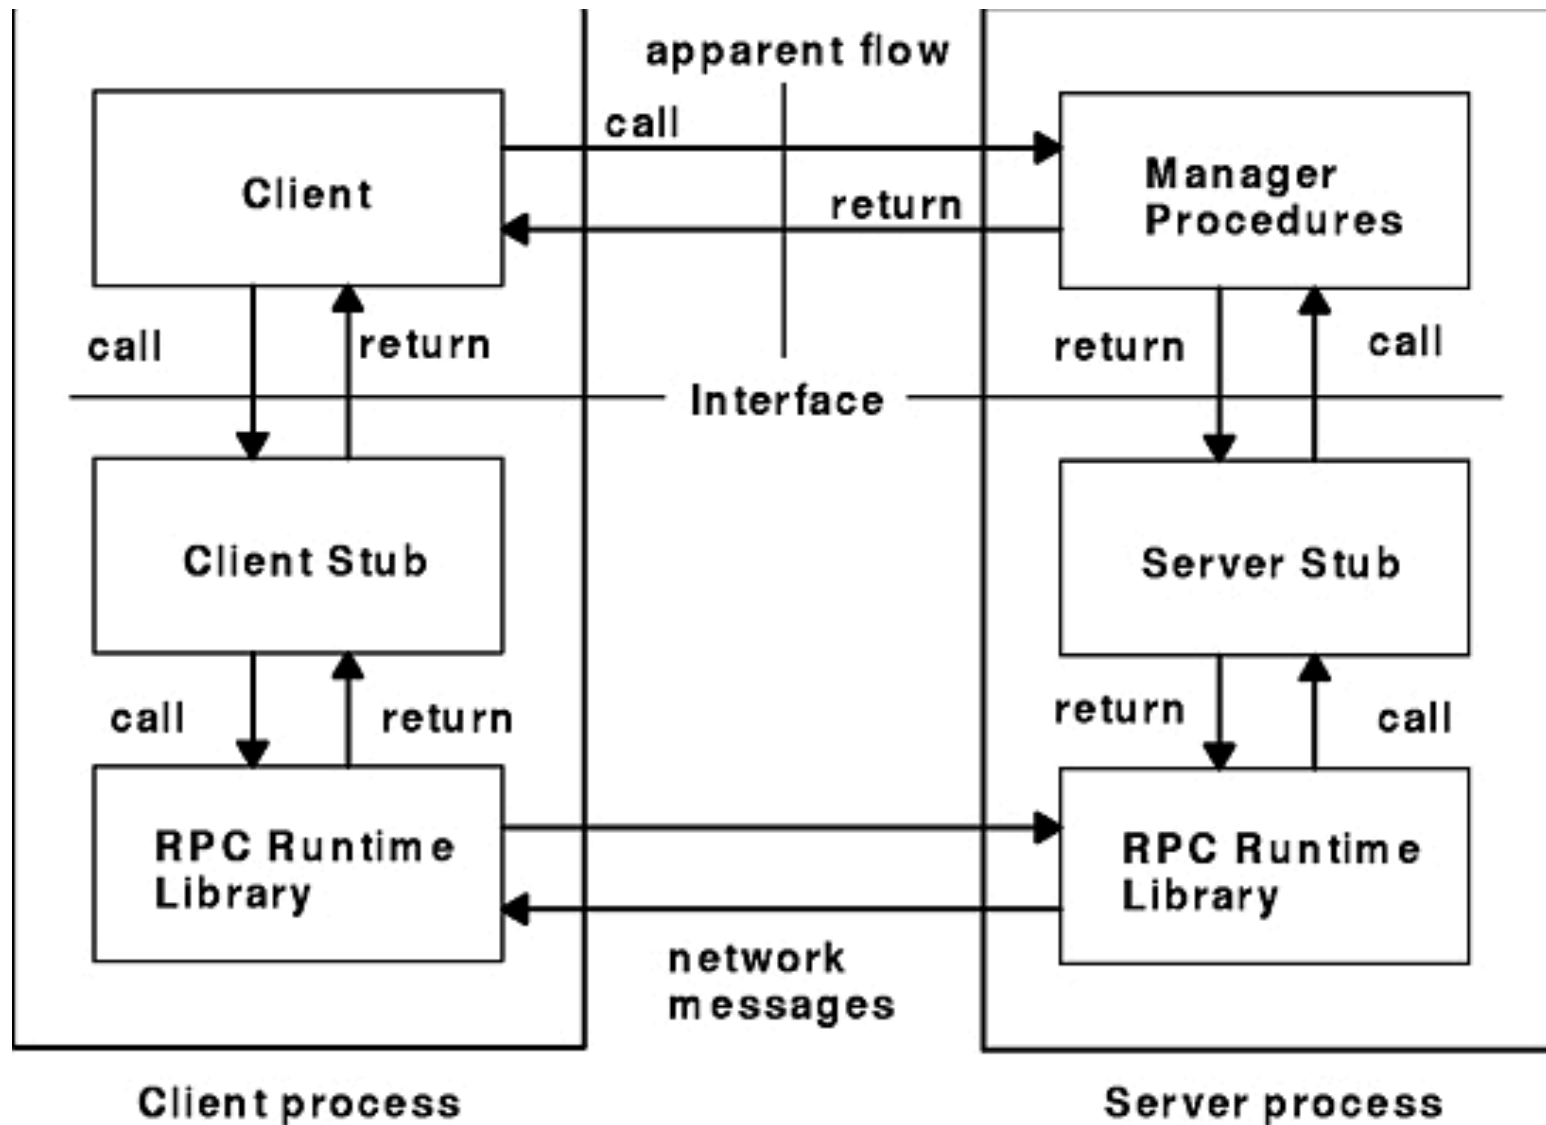 apparent flow
call
Client
Manager
Procedures
return
call
return
return
call
Interface
Client Stub
Server Stub
call
return
return
call
RPC Runtime
Library
RPC Runtime
Library
network
messages
Client process
Server process